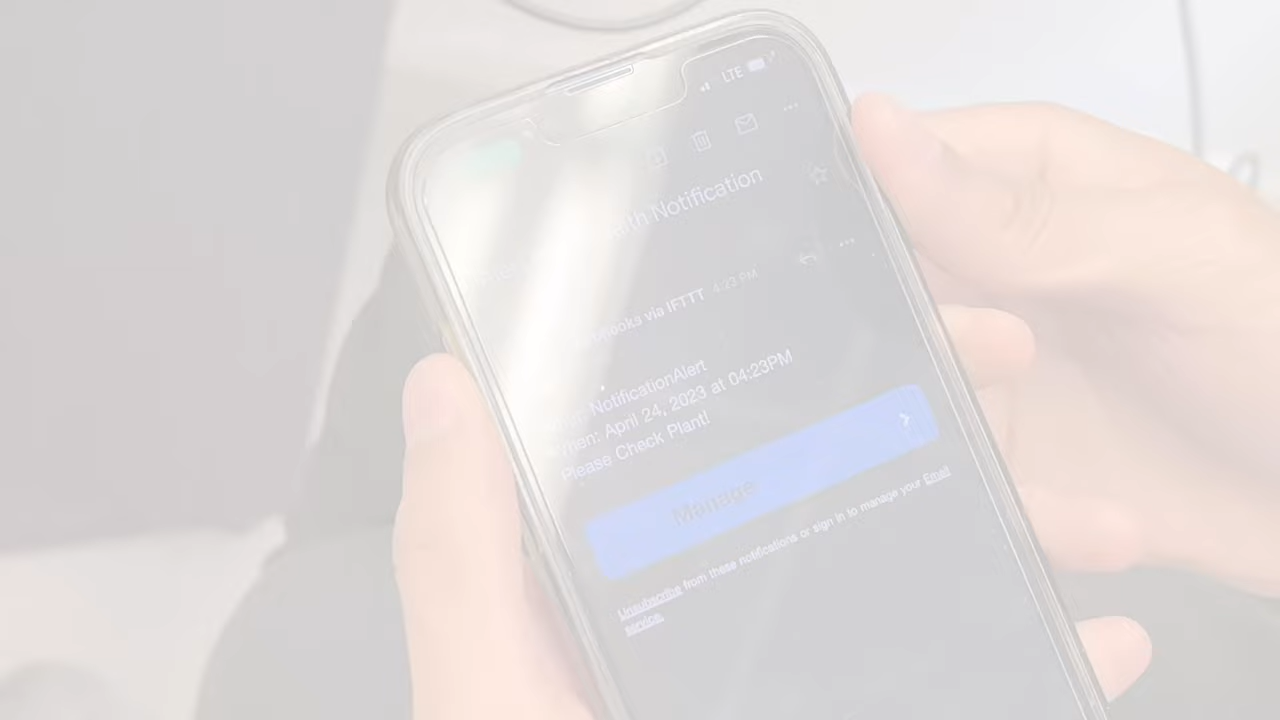 LTE
Notification
via IFTTT 4:23 PM
NotificationAlert
When: April 24, 2023 at 04:23PM
Please Check Plant!
Manage
Unsubscribe from these notifications or sign in to manage your Email
service.